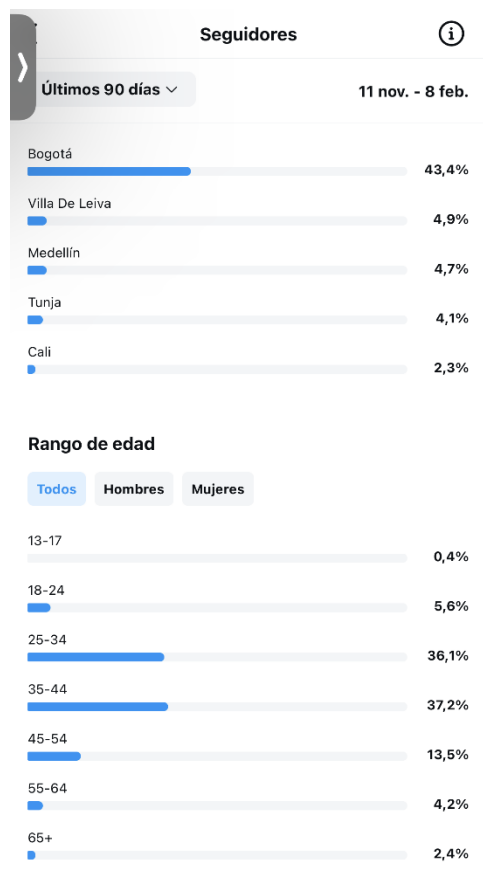 Seguidores
Últimos 90 días
11 nov. - 8 feb.
Bogotá
43,4%
Villa De Leiva
4,9%
Medellín
4,7%
Tunja
4,1%
Cali
2,3%
Rango de edad
Todos Hombres Mujeres
13-17
0,4%
18-24
5,6%
25-34
36,1%
35-44
37,2%
45-54
13,5%
55-64
4,2%
65+
2,4%